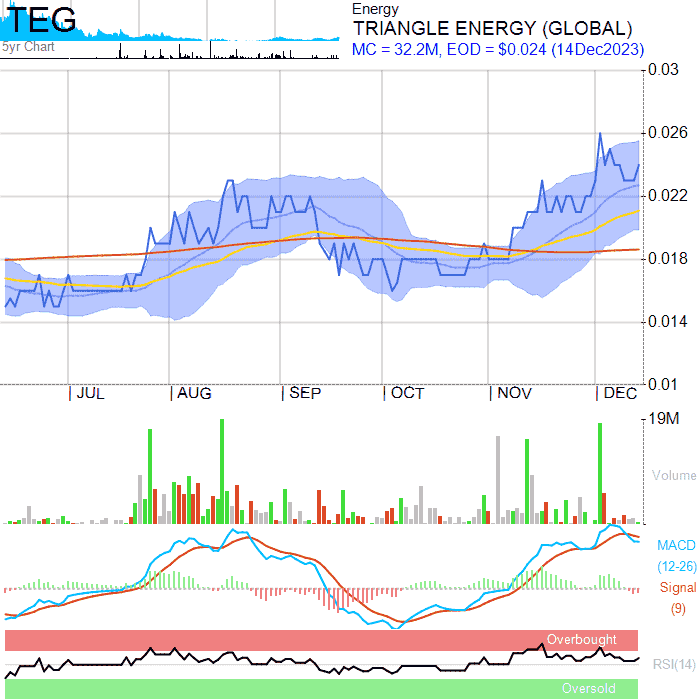 TEG
5yr Chart
Energy
TRIANGLE ENERGY (GLOBAL)
MC = 32.2M, EOD = $0.024 (14Dec2023)
0.03
0.026
0.022
0.018
0.014
0.01
JUL AUG SEP OCT NOV DEC
19M
Volume
MACD
(12-26)
Signal
(9)
Overbought
RSI(14)
Oversold